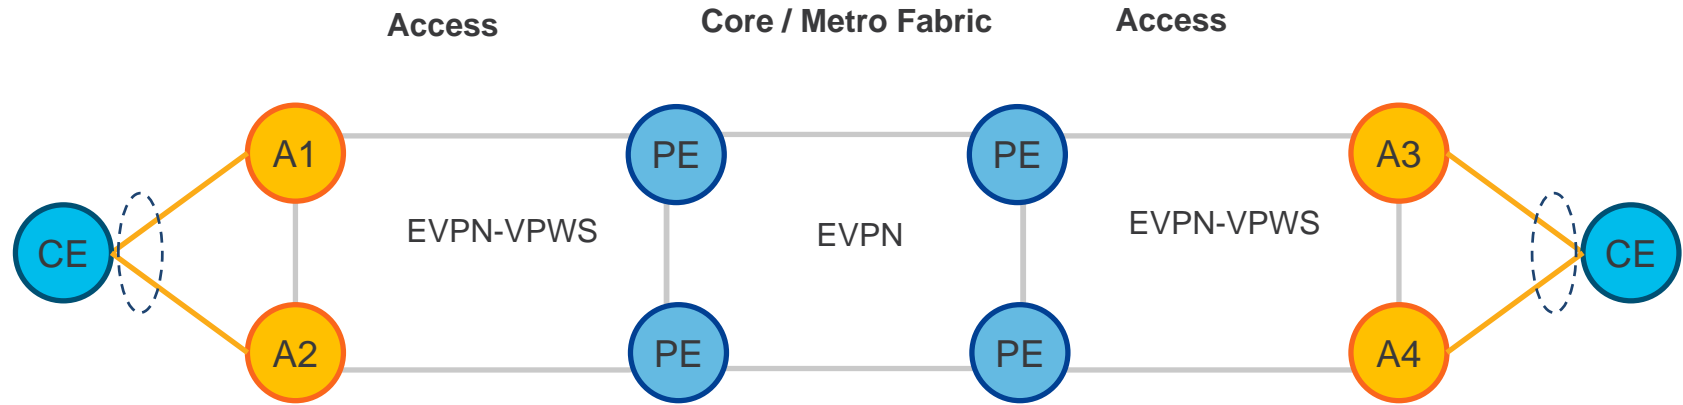 Access
Core / Metro Fabric
Access
A1
PE
PE
A3
CE
EVPN-VPWS
EVPN
EVPN-VPWS
CE
A2
PE
PE
A4